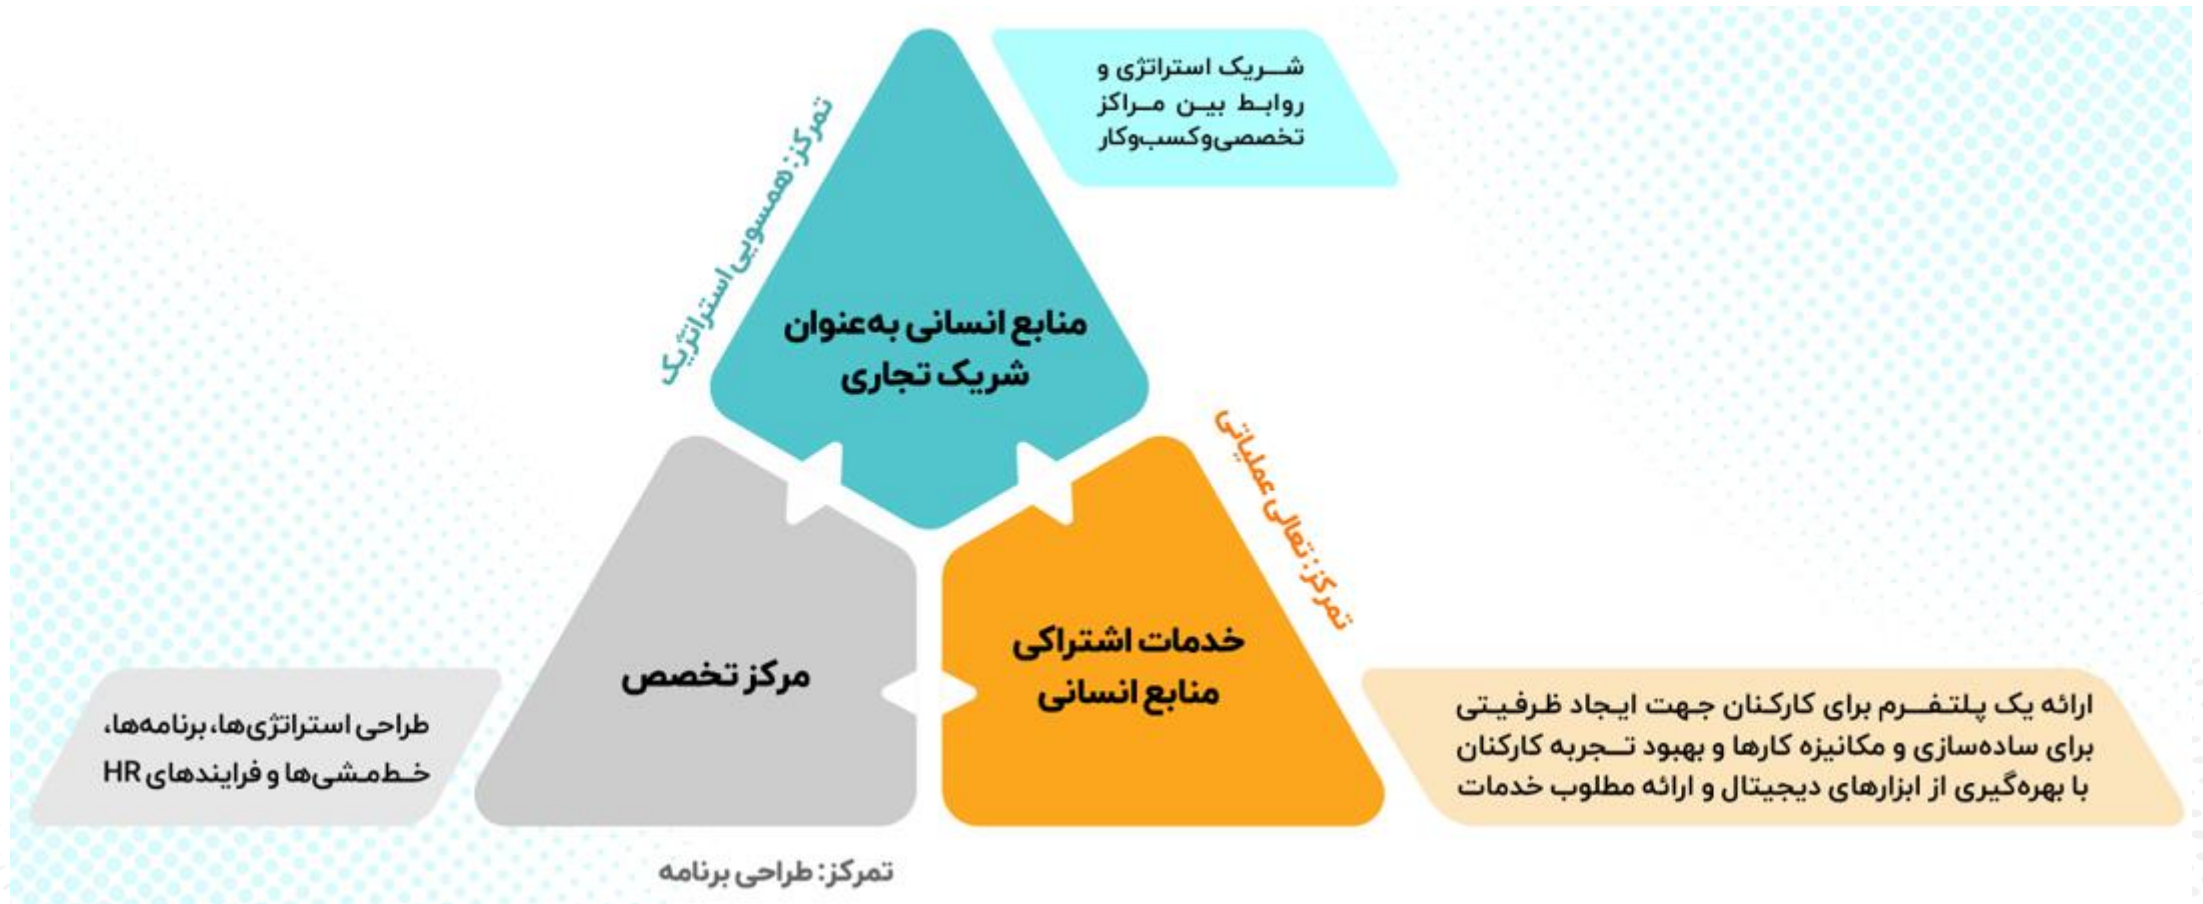 شریک استراتژی و
روابط بین مراکز
تخصصی‌وکسب‌وکار
تمرکز: همسویی استراتژیک
منابع انسانی به‌عنوان
شریک تجاری
تمرکز: تعالی عملیاتی
خدمات اشتراکی
منابع انسانی
مرکز تخصص
ارائه یک پلتفرم برای کارکنان جهت ایجاد ظرفیتی
برای ساده‌سازی و مکانیزه کارها و بهبود تجربه کارکنان
با بهره‌گیری از ابزارهای دیجیتال و ارائه مطلوب خدمات
طراحی استراتژی‌ها، برنامه‌ها،
خط‌مشی‌ها و فرایندهای HR
تمرکز: طراحی برنامه